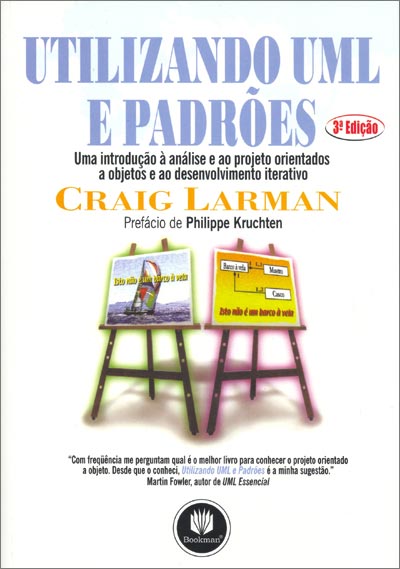 UTILIZANDO UML
E PADRÕES
3ª Edição
Uma introdução à análise e ao projeto orientados
a objetos e ao desenvolvimento iterativo
CRAIG LARMAN
Prefácio de Philippe Kruchten
Isto não é um barco à vela
Barco à vela
Mastro
Casco
Isto não é um barco à vela
"Com freqüência me perguntam qual é o melhor livro para conhecer o projeto orientado
a objeto. Desde que o conheci, Utilizando UML e Padrões é a minha sugestão."
Martin Fowler, autor de UML Essencial
Bookman®